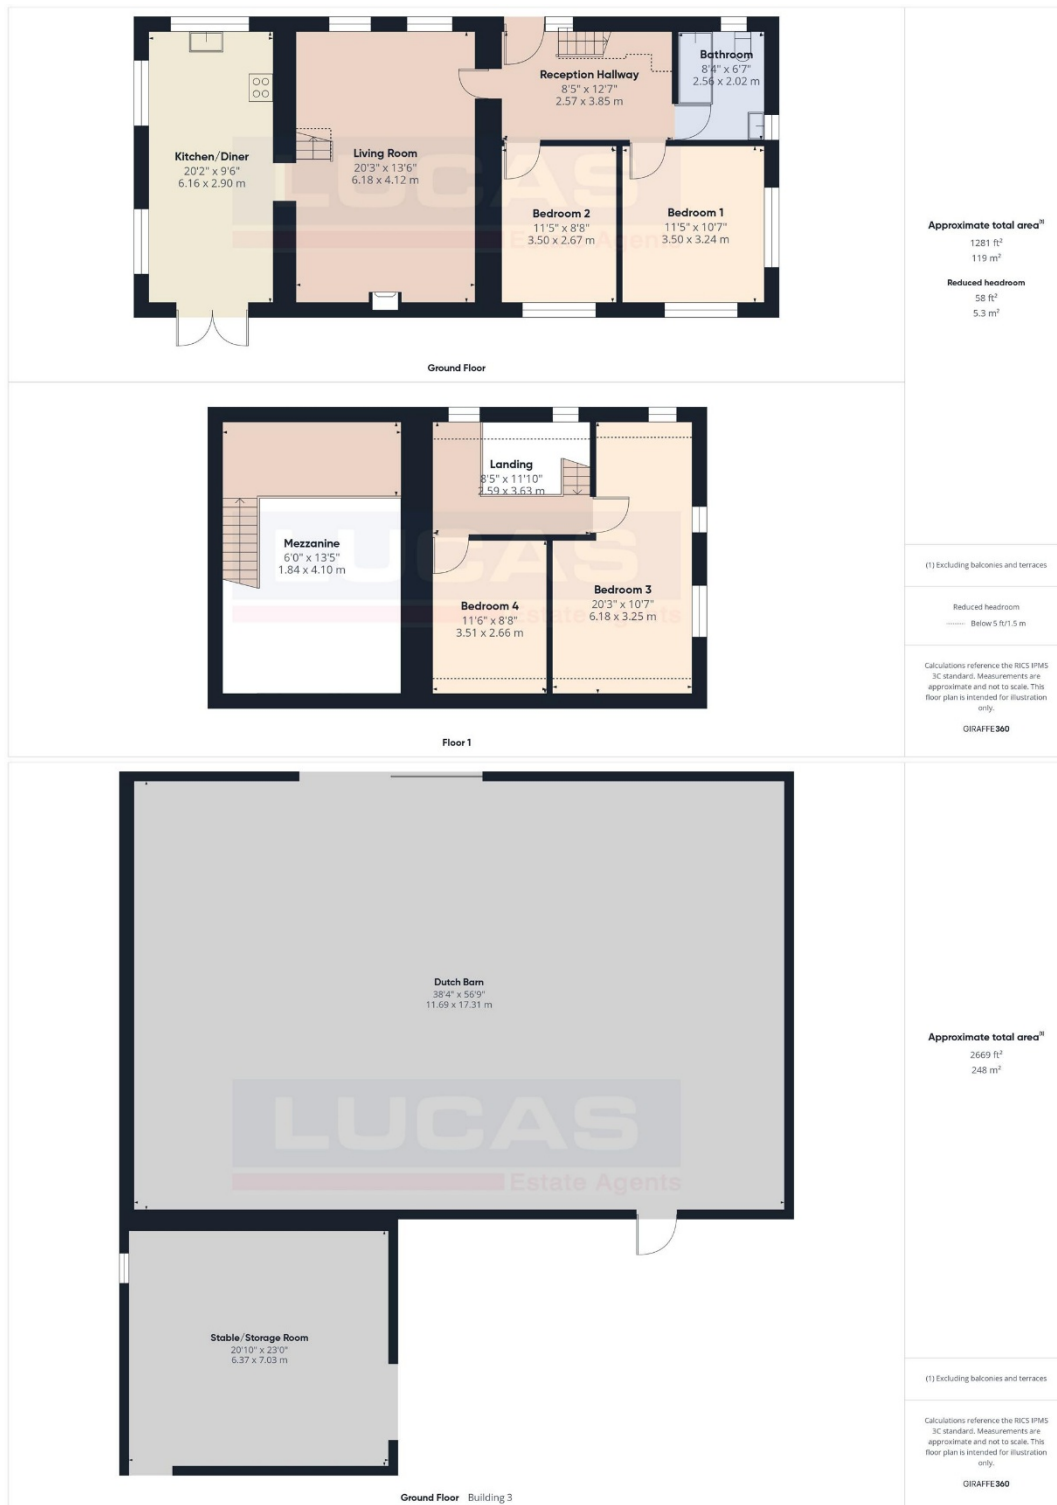 Kitchen/Diner
20'2" x 9'6"
6.16 x 2.90 m
Living Room
20'3" x 13'6"
6.18 x 4.12 m
Reception Hallway
8'5" x 12'7"
2.57 x 3.85 m
Bathroom
8'4" x 6'7"
2.56 x 2.02 m
Bedroom 2
11'5" x 8'8"
3.50 x 2.67 m
Bedroom 1
11'5" x 10'7"
3.50 x 3.24 m
LUCAS
Estate Agents
Ground Floor
Approximate total area(1)
1281 ft²
119 m²
Reduced headroom
58 ft²
5.3 m²
Landing
8'5" x 11'10"
2.59 x 3.63 m
Mezzanine
6'0" x 13'5"
1.84 x 4.10 m
Bedroom 4
11'6" x 8'8"
3.51 x 2.66 m
Bedroom 3
20'3" x 10'7"
6.18 x 3.25 m
LUCAS
Estate Agents
Floor 1
(1) Excluding balconies and terraces
Reduced headroom
Below 5 ft/1.5 m
Calculations reference the RICS IPMS
3C standard. Measurements are
approximate and not to scale. This
floor plan is intended for illustration
only.
GIRAFFE360
Dutch Barn
38'4" x 56'9"
11.69 x 17.31 m
LUCAS
Estate Agents
Stable/Storage Room
20'10" x 23'0"
6.37 x 7.03 m
Ground Floor Building 3
Approximate total area(1)
2669 ft²
248 m²
(1) Excluding balconies and terraces
Calculations reference the RICS IPMS
3C standard. Measurements are
approximate and not to scale. This
floor plan is intended for illustration
only.
GIRAFFE360